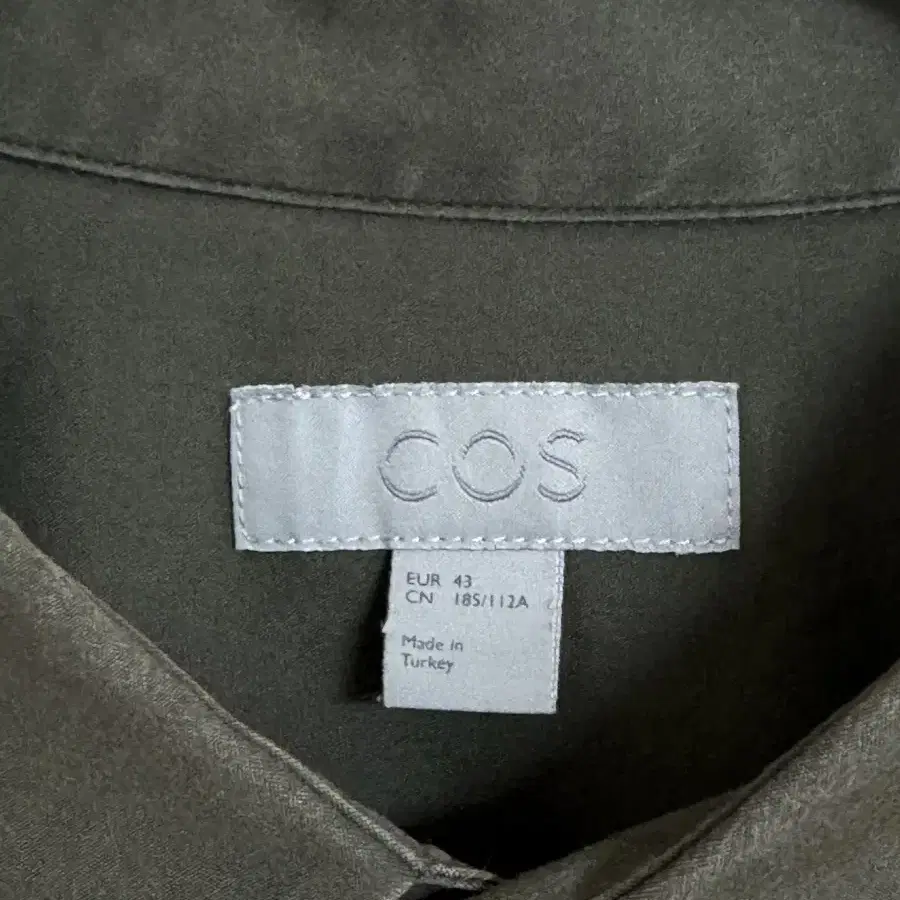 COS
EUR 43
CN 185/112A
Made in
Turkey